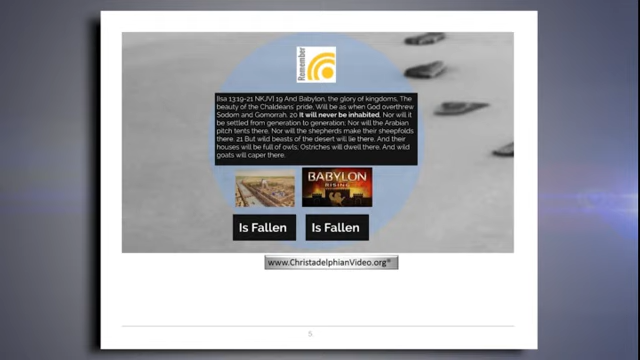 Remember
[Isa 13:19-21 NKJV] 19 And Babylon, the glory of kingdoms, The
beauty of the Chaldeans' pride, Will be as when God overthrew
Sodom and Gomorrah. 20 It will never be inhabited, Nor will it
be settled from generation to generation; Nor will the Arabian
pitch tents there, Nor will the shepherds make their sheepfolds
there. 21 But wild beasts of the desert will lie there, And their
houses will be full of owls; Ostriches will dwell there, And wild
goats will caper there.
BABYLON
RISING
Is Fallen Is Fallen
www.ChristadelphianVideo.org
5